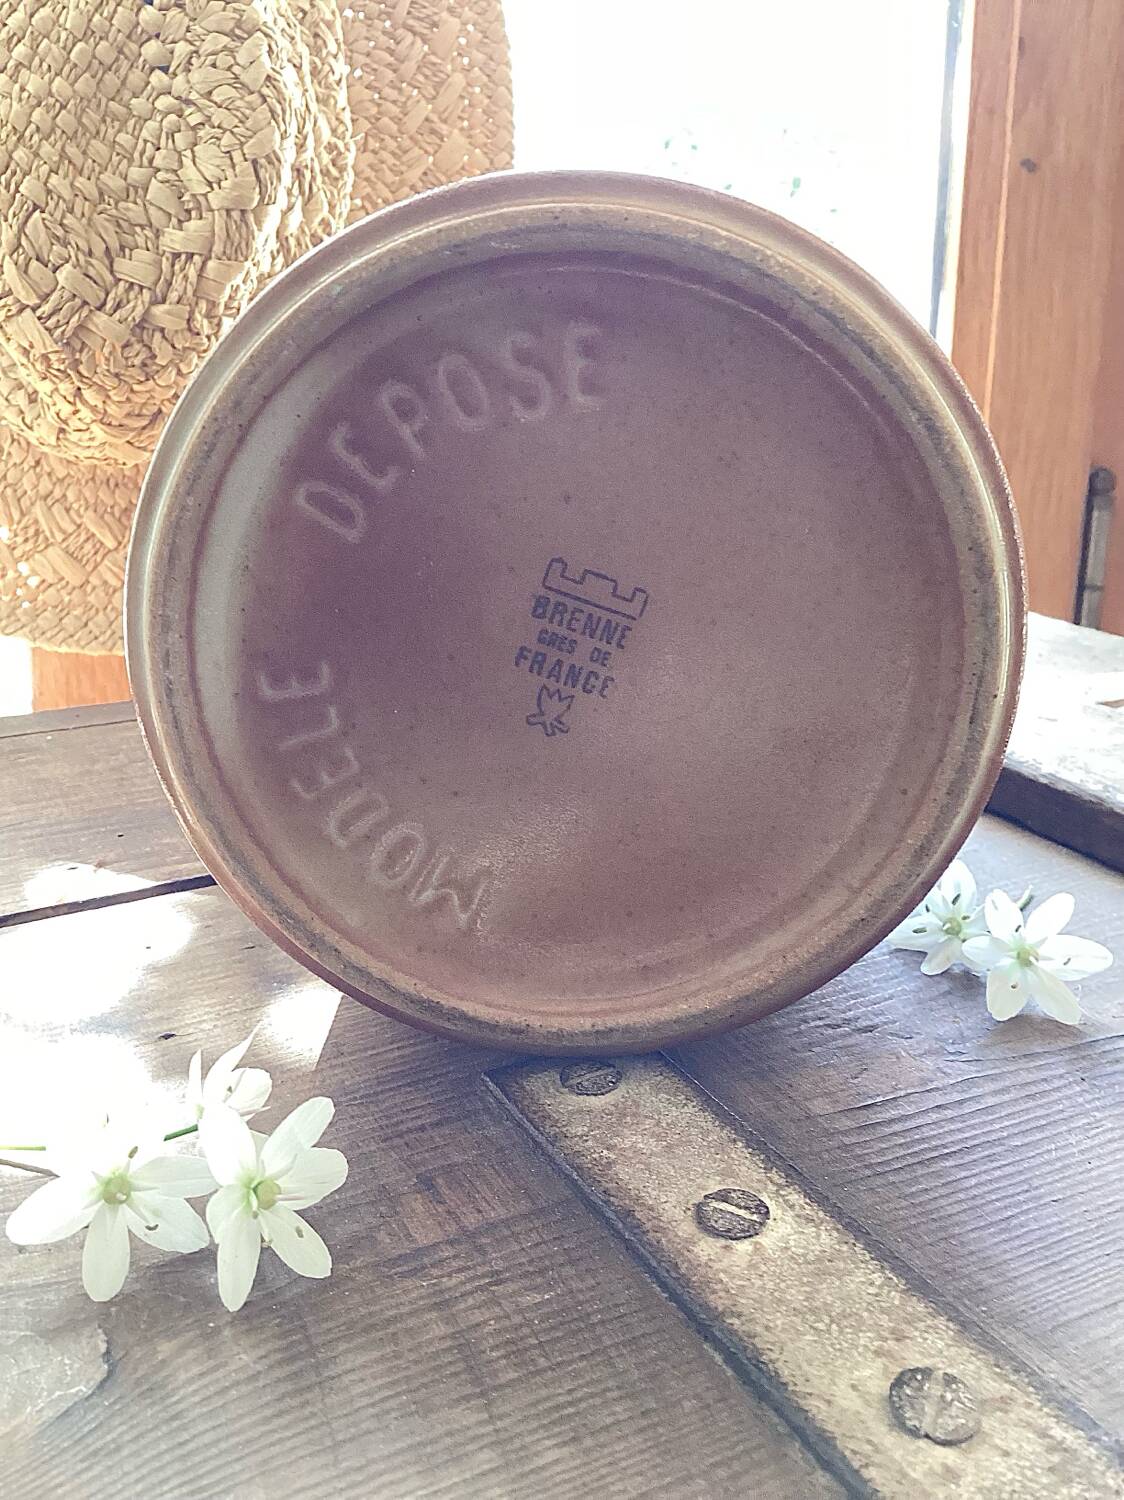 MODELE DEPOSE
BRENNE
GRES DE
FRANCE